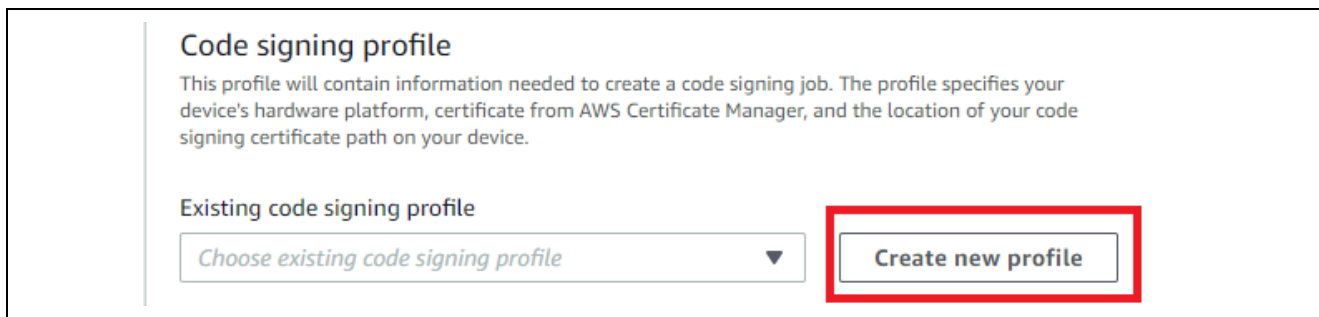 Code signing profile
This profile will contain information needed to create a code signing job. The profile specifies your
device's hardware platform, certificate from AWS Certificate Manager, and the location of your code
signing certificate path on your device.
Existing code signing profile
Choose existing code signing profile
Create new profile